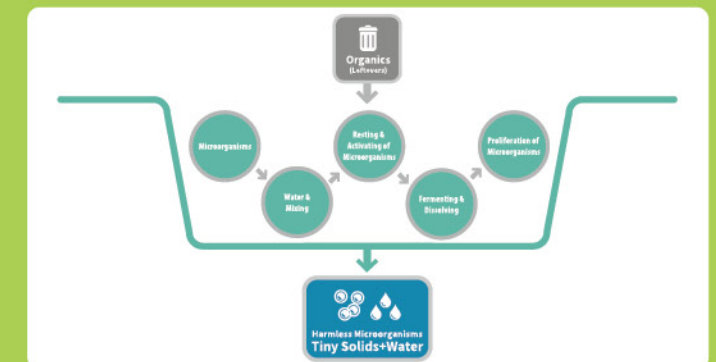 Organics
(Leftovers)
Microorganisms
Water &
Mixing
Resting &
Activating of
Microorganisms
Fermenting &
Dissolving
Proliferation of
Microorganisms
Harmless Microorganisms
Tiny Solids+Water